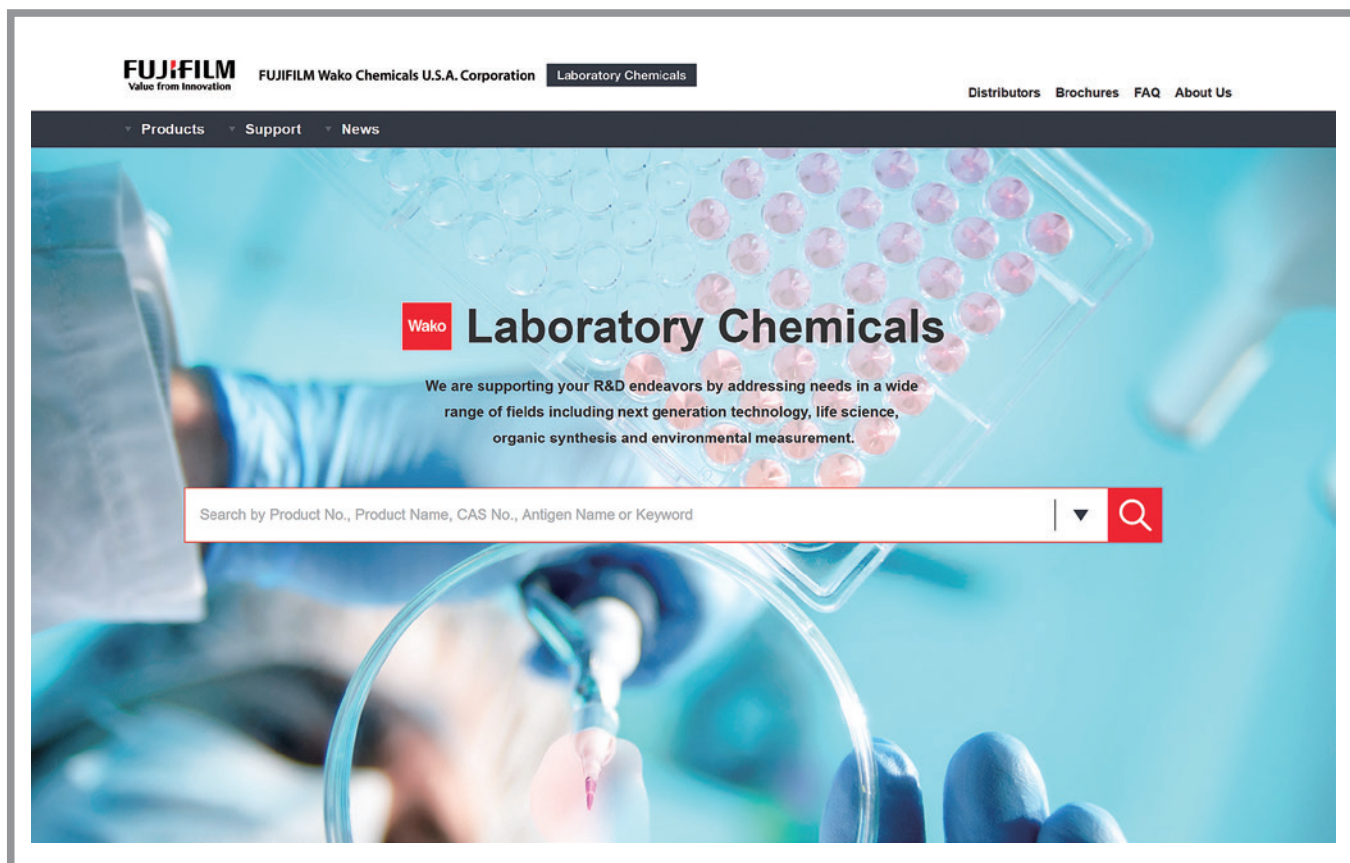 FUJIFILM
Value from Innovation
FUJIFILM Wako Chemicals U.S.A. Corporation
Laboratory Chemicals
Distributors Brochures FAQ About Us
Products Support News
Wako
Laboratory Chemicals
We are supporting your R&D endeavors by addressing needs in a wide
range of fields including next generation technology, life science,
organic synthesis and environmental measurement.
Search by Product No., Product Name, CAS No., Antigen Name or Keyword